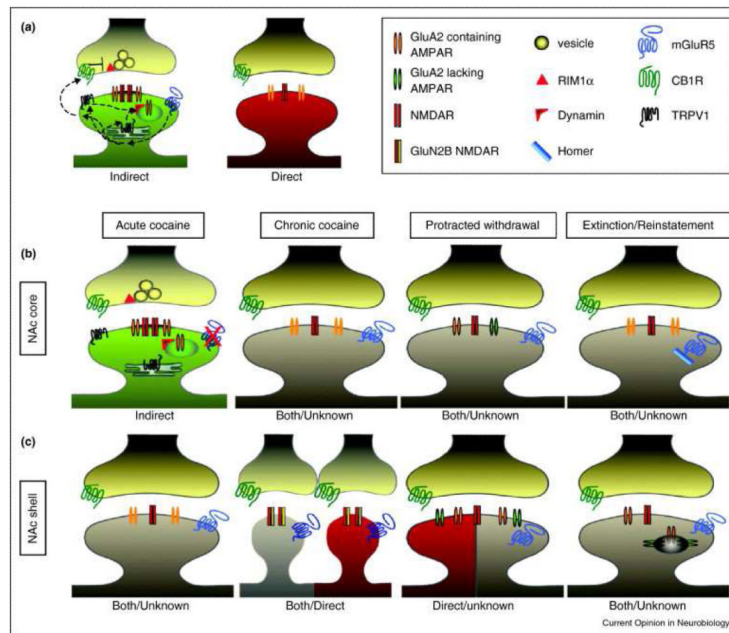 (a)
Indirect
Direct
GluA2 containing
AMPAR
GluA2 lacking
AMPAR
NMDAR
GluN2B NMDAR
vesicle
RIM1α
Dynamin
Homer
mGluR5
CB1R
TRPV1
Acute cocaine
Chronic cocaine
Protracted withdrawal
Extinction/Reinstatement
(b)
NAc core
Indirect
Both/Unknown
Both/Unknown
Both/Unknown
(c)
NAc shell
Both/Unknown
Both/Direct
Direct/unknown
Both/Unknown
Current Opinion in Neurobiology